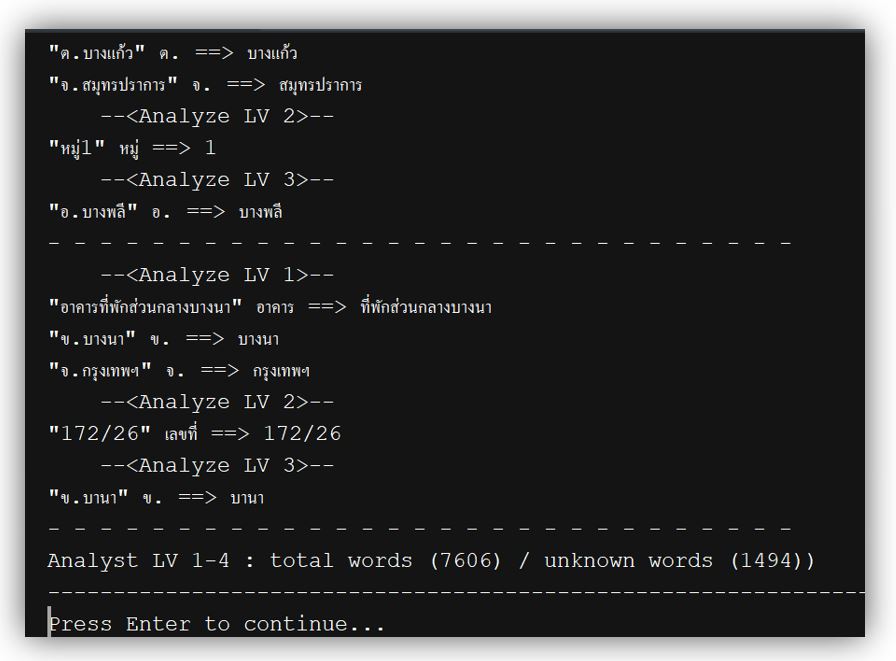 "ต.บางแก้ว" ต. ==> บางแก้ว
"จ.สมุทรปราการ" จ. ==> สมุทรปราการ
--<Analyze LV 2>--
"หมู่1" หมู่ ==> 1
--<Analyze LV 3>--
"อ.บางพลี" อ. ==> บางพลี
- - - - - - - - - - - - - - - - - - - - - - - - - - - - -
--<Analyze LV 1>--
"อาคารที่พักส่วนกลางบางนา" อาคาร ==> ที่พักส่วนกลางบางนา
"ข.บางนา" ข. ==> บางนา
"จ.กรุงเทพฯ" จ. ==> กรุงเทพฯ
--<Analyze LV 2>--
"172/26" เลขที่ ==> 172/26
--<Analyze LV 3>--
"ข.บานา" ข. ==> บานา
- - - - - - - - - - - - - - - - - - - - - - - - - - - - -
Analyst LV 1-4 : total words (7606) / unknown words (1494))
---------------------------------------------------------------
Press Enter to continue...